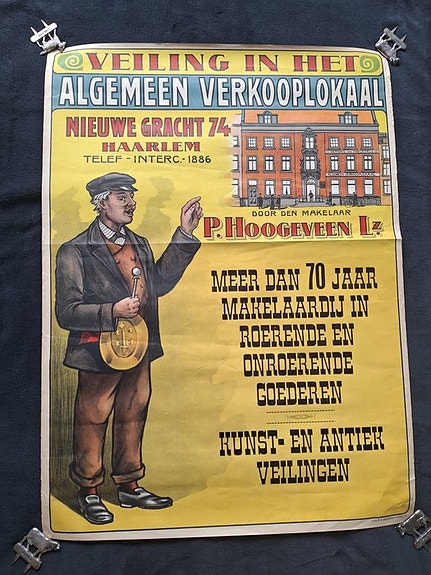 VEILING IN HET
ALGEMEEN VERKOOPLOKAAL
NIEUWE GRACHT 74
HAARLEM
TELEF - INTERC. - 1886
DOOR DEN MAKELAAR
P. HOOGEVEEN Lz.
MEER DAN 70 JAAR
MAKELAARDIJ IN
ROERENDE EN
ONROERENDE
GOEDEREN
KUNST- EN ANTIEK
VEILINGEN